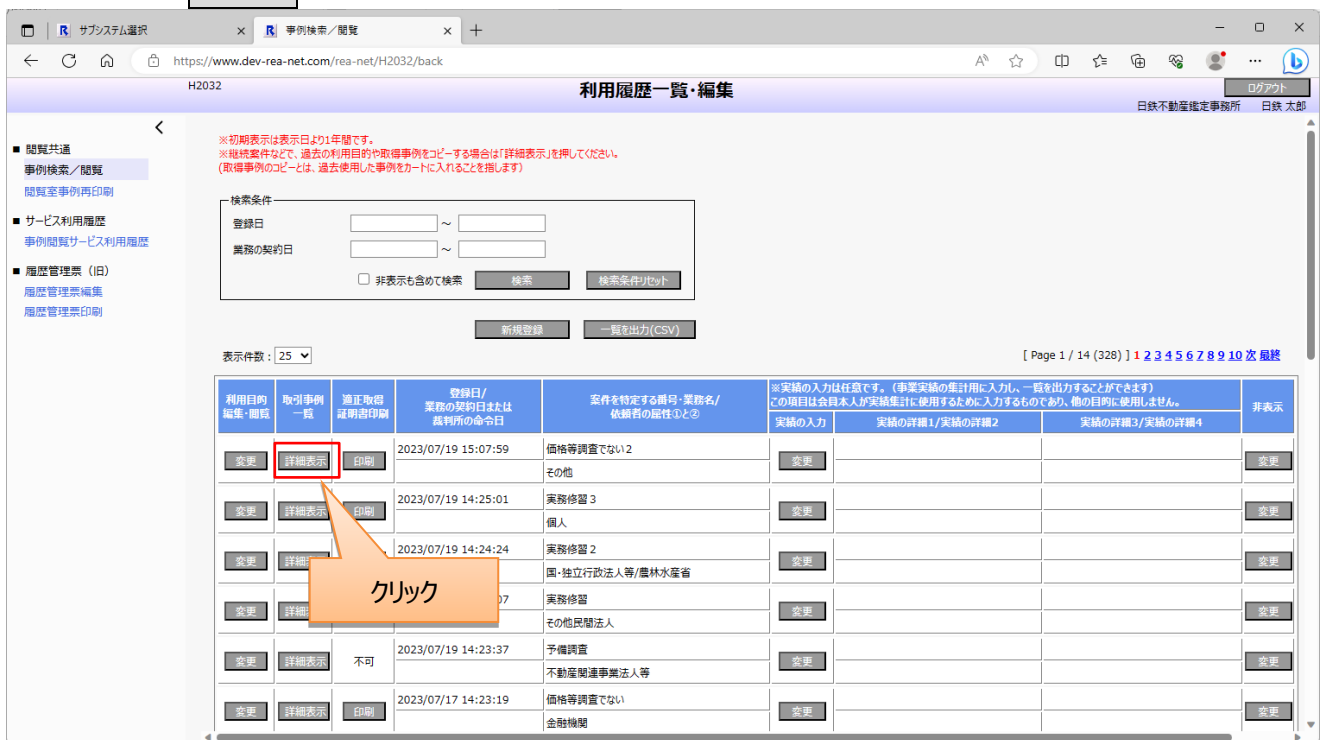 サブシステム選択
事例検索／閲覧
https://www.dev-rea-net.com/rea-net/H2032/back
H2032
利用履歴一覧・編集
ログアウト
日鉄不動産鑑定事務所 日鉄 太郎
■ 閲覧共通
事例検索／閲覧
閲覧室事例再印刷
■ サービス利用履歴
事例閲覧サービス利用履歴
■ 履歴管理票（旧）
履歴管理票編集
履歴管理票印刷
※初期表示は表示日より1年間です。
※継続案件などで、過去の利用目的や取得事例をコピーする場合は「詳細表示」を押してください。
(取得事例のコピーとは、過去使用した事例をカートに入れることを指します)
検索条件
登録日 ～
業務の契約日 ～
非表示も含めて検索 検索 検索条件リセット
新規登録 一覧を出力(CSV)
表示件数： 25
[ Page 1 / 14 (328) ] 1 2 3 4 5 6 7 8 9 10 次 最終
利用目的
編集・閲覧
取引事例
一覧
適正取得
証明書印刷
登録日/
業務の契約日または
裁判所の命令日
案件を特定する番号・業務名/
依頼者の属性①と②
※実績の入力は任意です。（事業実績の集計用に入力し、一覧を出力することができます）
この項目は会員本人が実績集計に使用するために入力するものであり、他の目的に使用しません。
実績の入力 実績の詳細1/実績の詳細2 実績の詳細3/実績の詳細4
非表示
変更 詳細表示 印刷 2023/07/19 15:07:59 価格等調査でない2 変更 変更
その他
変更 詳細表示 印刷 2023/07/19 14:25:01 実務修習3 変更 変更
個人
変更 詳細表示 2023/07/19 14:24:24 実務修習2 変更 変更
国・独立行政法人等/農林水産省
クリック
変更 詳細 07 実務修習 変更 変更
その他民間法人
変更 詳細表示 不可 2023/07/19 14:23:37 予備調査 変更 変更
不動産関連事業法人等
変更 詳細表示 印刷 2023/07/17 14:23:19 価格等調査でない 変更 変更
金融機関